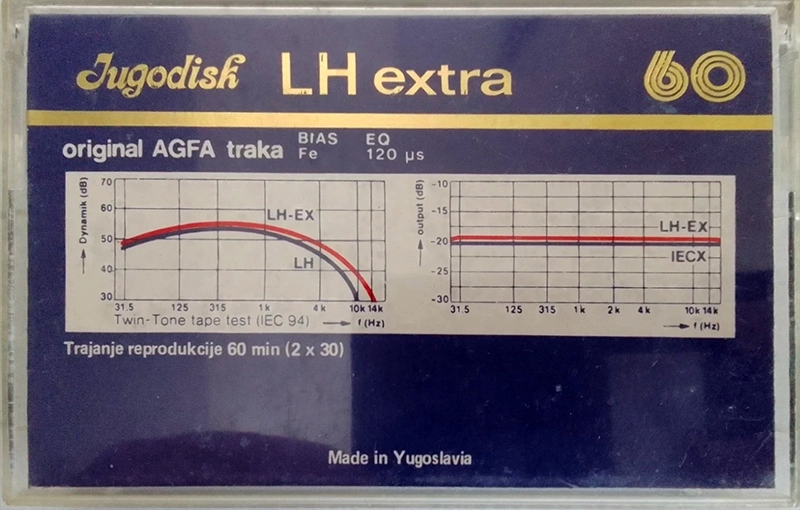 Jugodisk LH extra 60
original AGFA traka BIAS EQ
Fe 120 µs
Dynamik (dB)
70
60
50
40
30
LH-EX
LH
31.5 125 315 1k 4k 10k 14k
Twin-Tone tape test (IEC 94) f (Hz)
output (dB)
-10
-15
-20
-25
-30
LH-EX
IECX
31.5 125 315 1k 2k 4k 10k 14k
f (Hz)
Trajanje reprodukcije 60 min (2 x 30)
Made in Yugoslavia